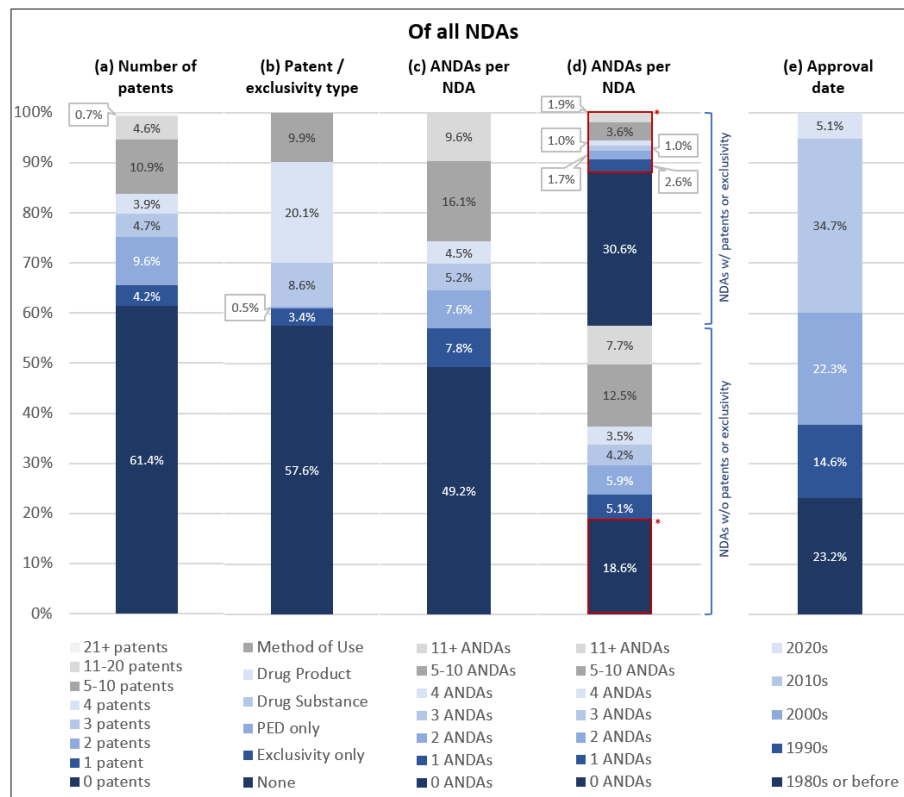 Of all NDAs
(a) Number of patents
(b) Patent / exclusivity type
(c) ANDAs per NDA
(d) ANDAs per NDA
(e) Approval date
100%
90%
80%
70%
60%
50%
40%
30%
20%
10%
0%
0.7%
4.6%
10.9%
3.9%
4.7%
9.6%
4.2%
61.4%
9.9%
20.1%
8.6%
0.5%
3.4%
57.6%
9.6%
16.1%
4.5%
5.2%
7.6%
7.8%
49.2%
1.9%
*
3.6%
1.0%
1.0%
1.7%
2.6%
30.6%
7.7%
12.5%
3.5%
4.2%
5.9%
5.1%
*
18.6%
NDAs w/ patents or exclusivity
NDAs w/o patents or exclusivity
5.1%
34.7%
22.3%
14.6%
23.2%
21+ patents
11-20 patents
5-10 patents
4 patents
3 patents
2 patents
1 patent
0 patents
Method of Use
Drug Product
Drug Substance
PED only
Exclusivity only
None
11+ ANDAs
5-10 ANDAs
4 ANDAs
3 ANDAs
2 ANDAs
1 ANDAs
0 ANDAs
11+ ANDAs
5-10 ANDAs
4 ANDAs
3 ANDAs
2 ANDAs
1 ANDAs
0 ANDAs
2020s
2010s
2000s
1990s
1980s or before